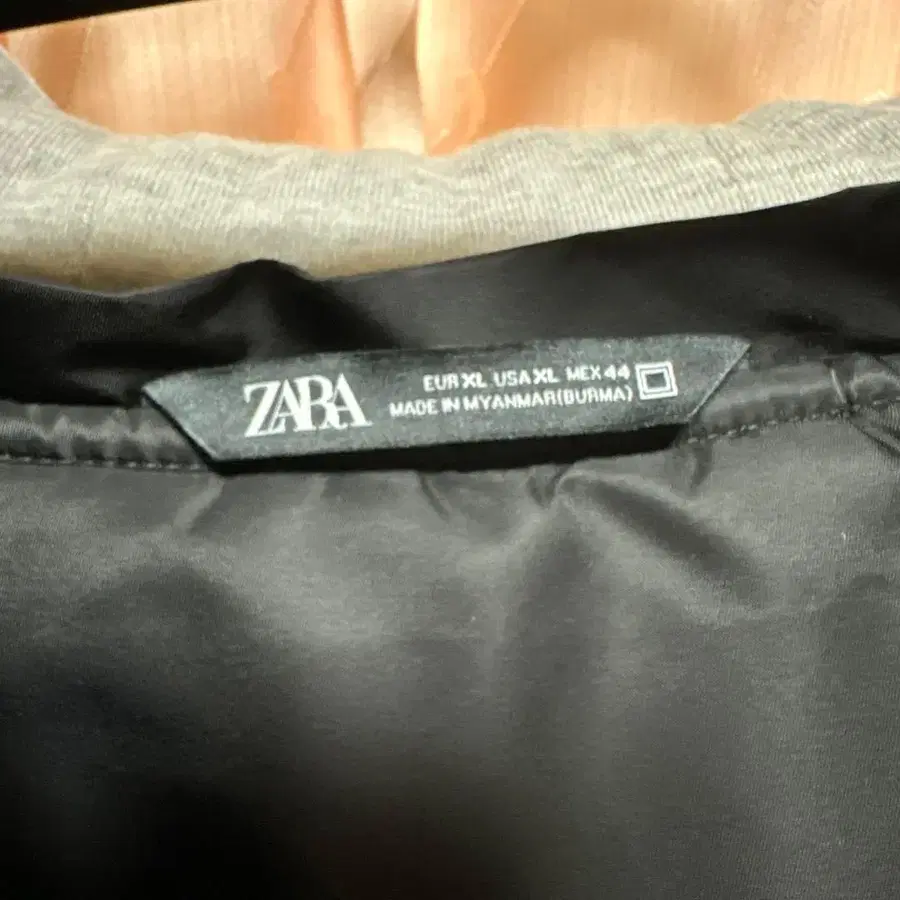 ZARA
EUR XL USA XL MEX 44
MADE IN MYANMAR(BURMA)